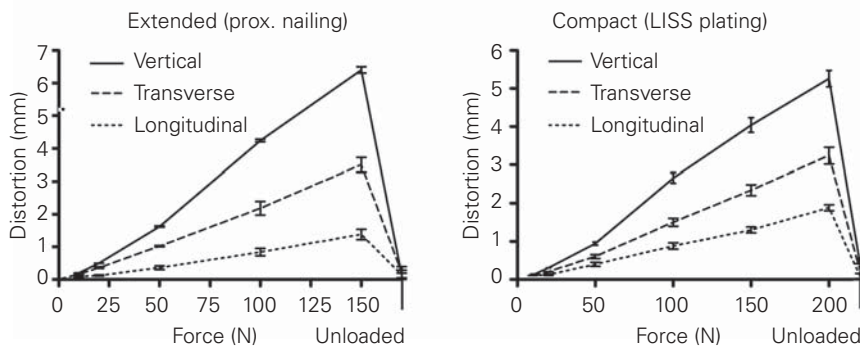 Extended (prox. nailing)
Distortion (mm)
7
6
5
4
3
2
1
0
Vertical
Transverse
Longitudinal
0 25 50 75 100 125 150
Force (N) Unloaded
Compact (LISS plating)
Distortion (mm)
6
5
4
3
2
1
0
Vertical
Transverse
Longitudinal
0 50 100 150 200
Force (N) Unloaded